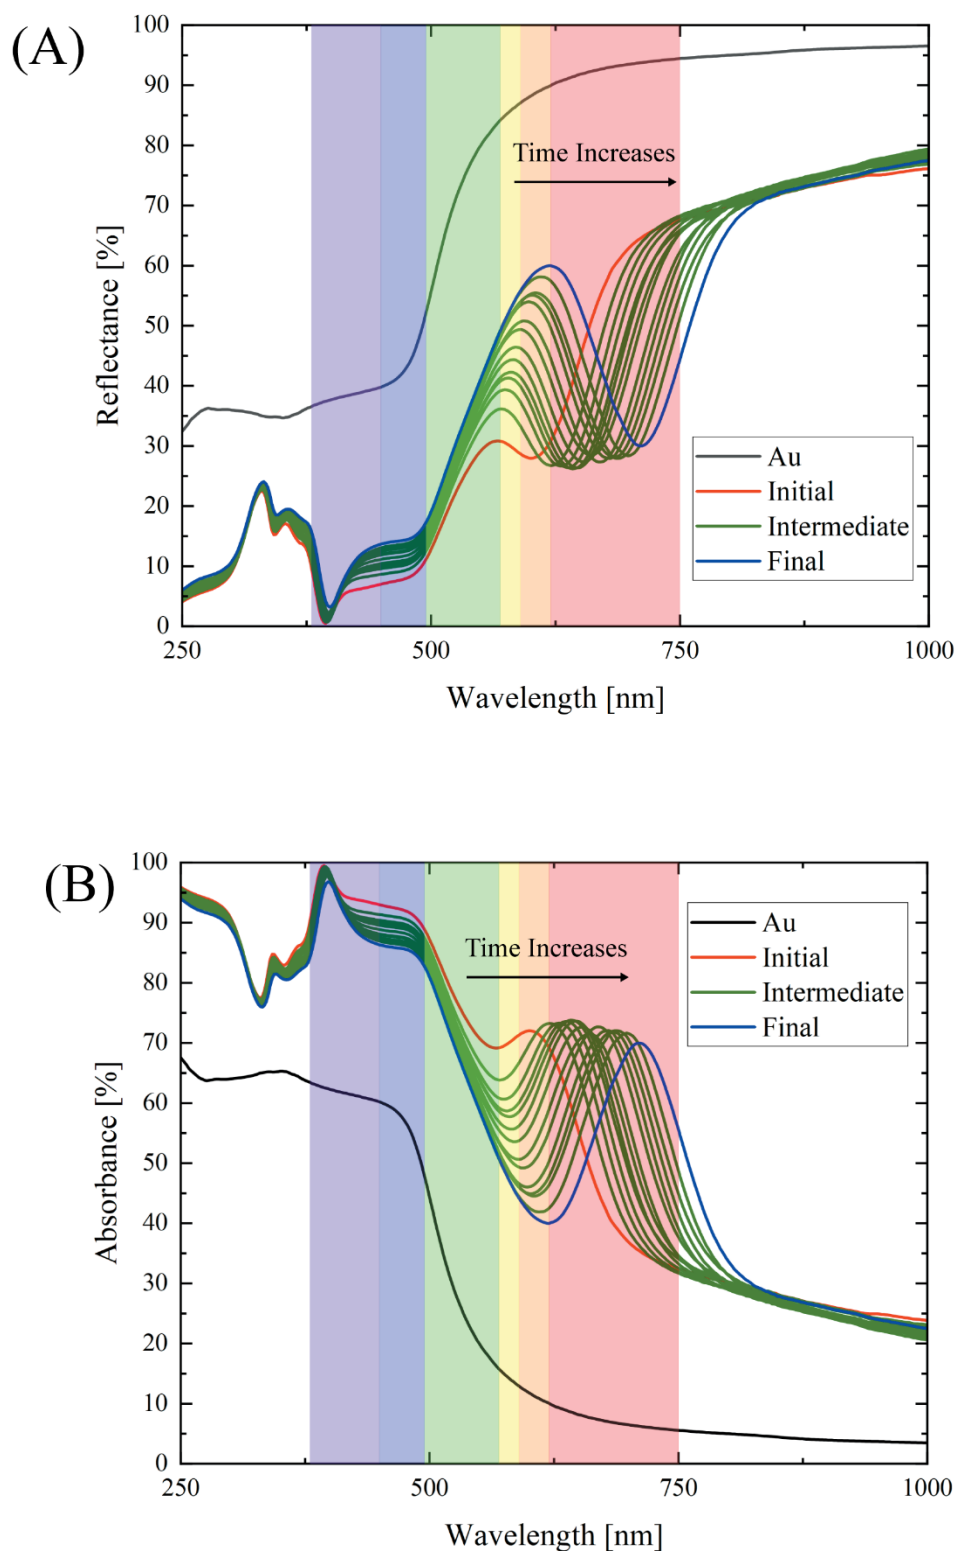 (A)
100
90
80
70
60
50
40
30
20
10
0
Reflectance [%]
Time Increases
Au
Initial
Intermediate
Final
250
500
750
1000
Wavelength [nm]
(B)
100
90
80
70
60
50
40
30
20
10
0
Absorbance [%]
Time Increases
Au
Initial
Intermediate
Final
250
500
750
1000
Wavelength [nm]